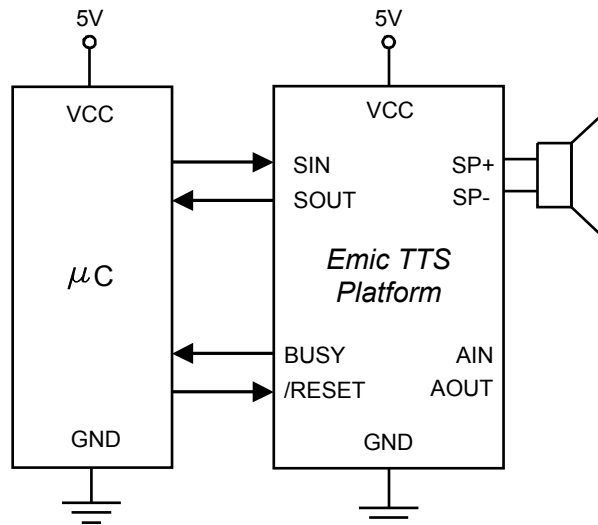 5V
VCC
μC
GND
5V
VCC
SIN
SOUT
SP+
SP-
Emic TTS
Platform
BUSY
/RESET
AIN
AOUT
GND